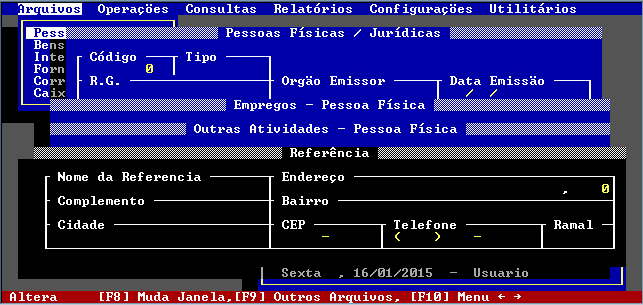 Arquivos Operações Consultas Relatórios Configurações Utilitários
Pess Pessoas Físicas / Jurídicas
Bens
Inte Código Tipo
Forn 0
Corr R.G. Orgão Emissor Data Emissão
Caix / /
Empregos - Pessoa Física
Outras Atividades - Pessoa Física
Referência
Nome da Referencia Endereço
, 0
Complemento Bairro
Cidade CEP Telefone Ramal
- ( ) -
Sexta , 16/01/2015 - Usuario
Altera [F8] Muda Janela,[F9] Outros Arquivos, [F10] Menu ← →